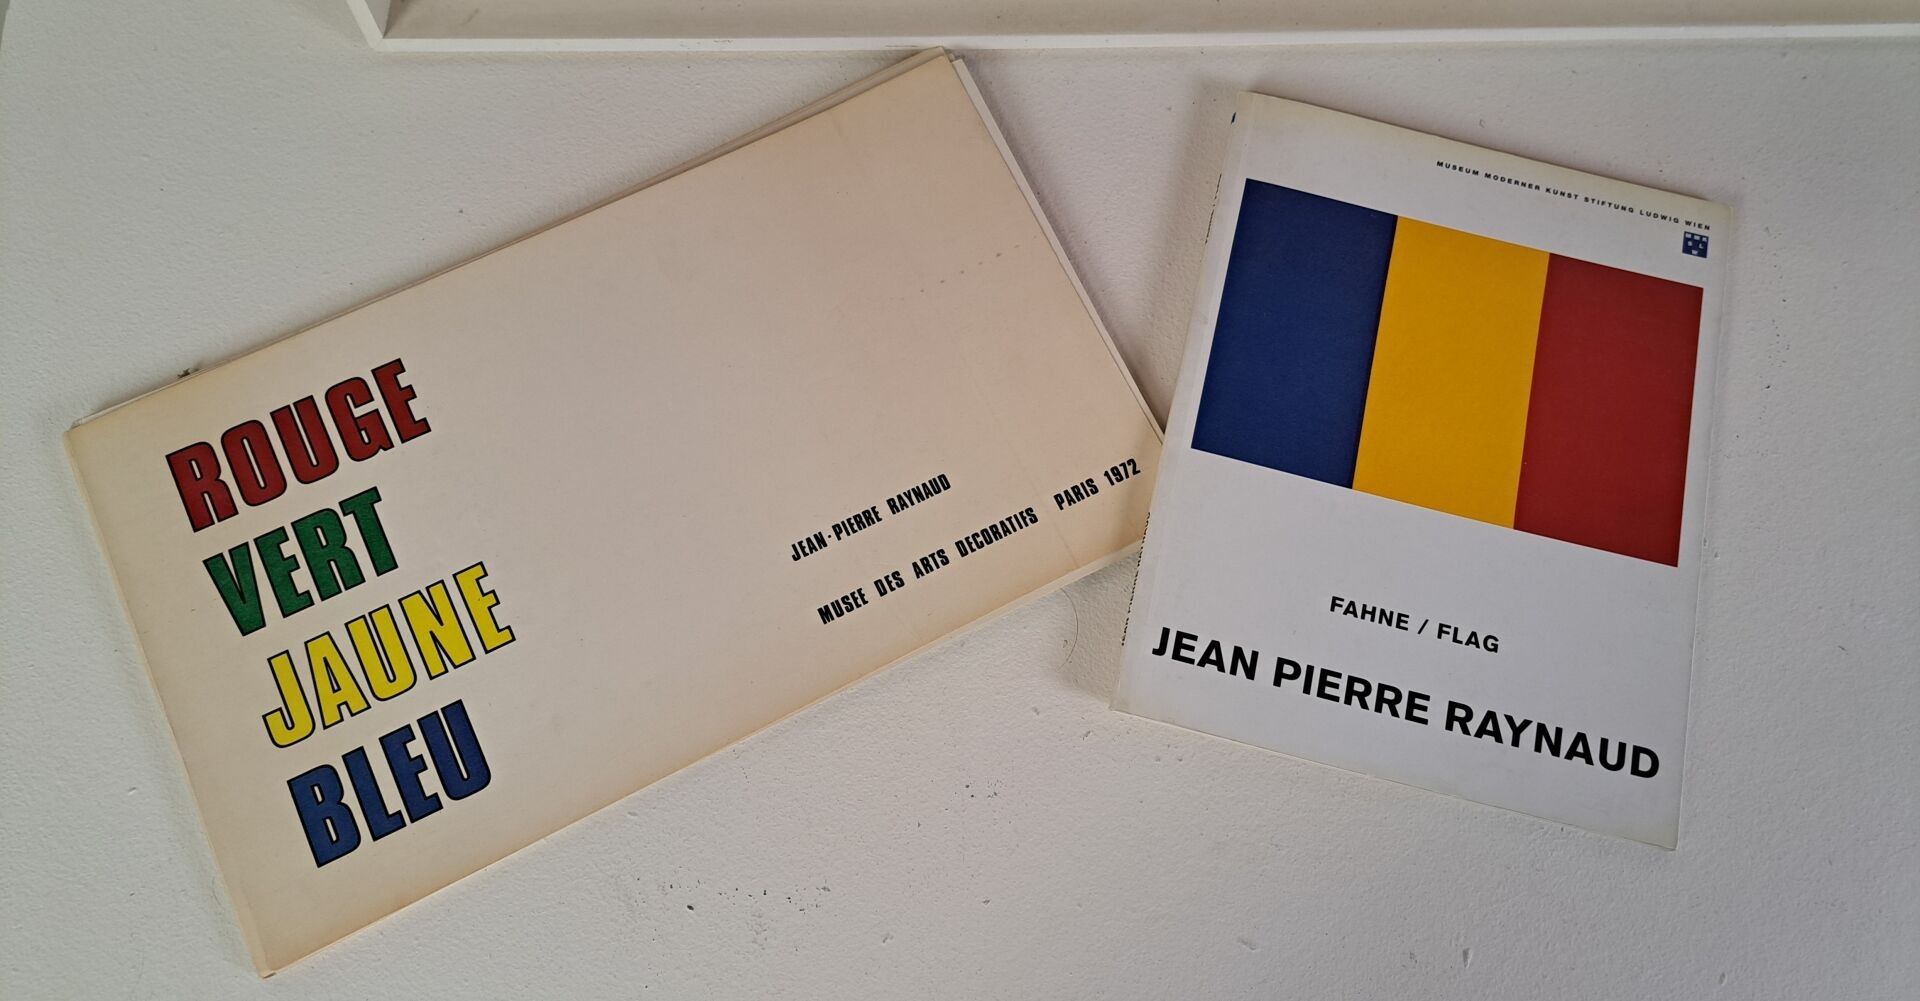 ROUGE
VERT
JAUNE
BLEU
JEAN-PIERRE RAYNAUD
MUSEE DES ARTS DECORATIFS PARIS 1972
MUSEUM MODERNER KUNST STIFTUNG LUDWIG WIEN
FAHNE / FLAG
JEAN PIERRE RAYNAUD